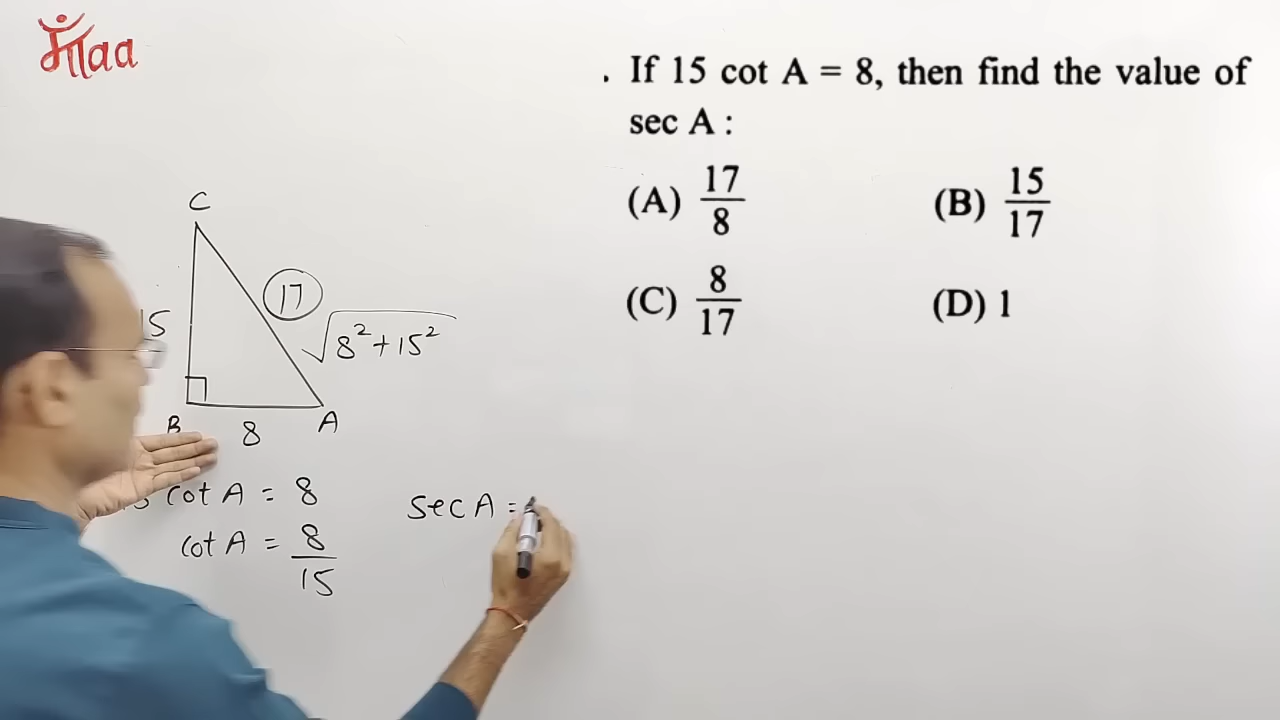 माँaa
. If 15 cot A = 8, then find the value of
sec A :
(A) 17/8
(B) 15/17
(C) 8/17
(D) 1
C
17
15
√8²+15²
B
8
A
cot A = 8
cot A = 8/15
sec A =